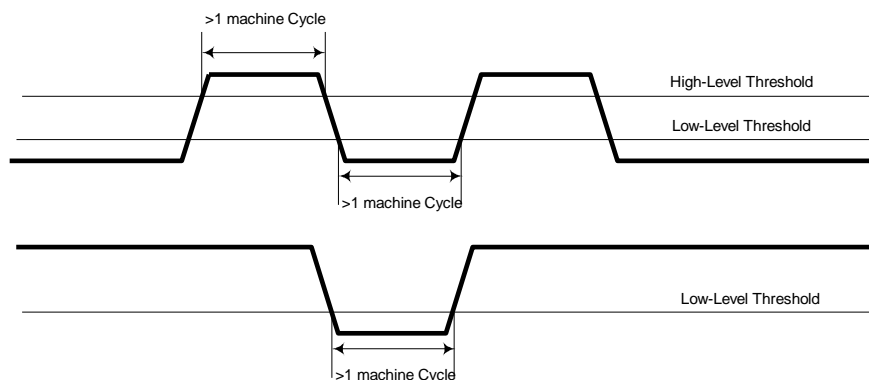 >1 machine Cycle
High-Level Threshold
Low-Level Threshold
>1 machine Cycle
Low-Level Threshold
>1 machine Cycle